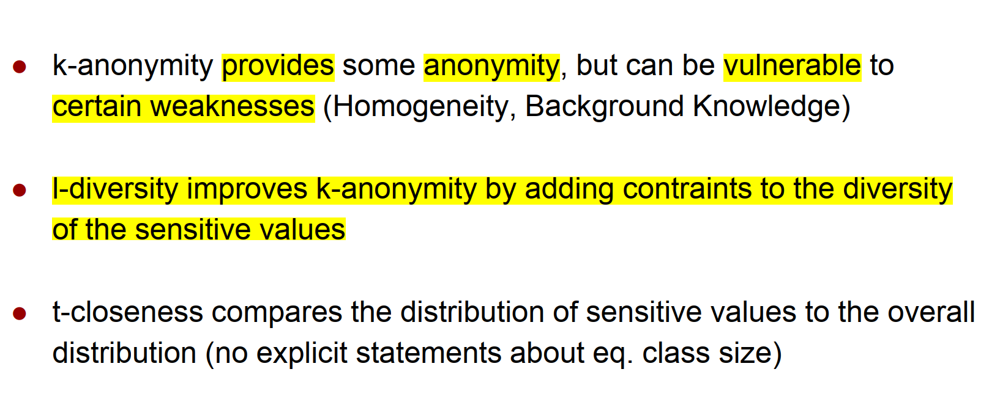 ● k-anonymity provides some anonymity, but can be vulnerable to
certain weaknesses (Homogeneity, Background Knowledge)
● l-diversity improves k-anonymity by adding contraints to the diversity
of the sensitive values
● t-closeness compares the distribution of sensitive values to the overall
distribution (no explicit statements about eq. class size)